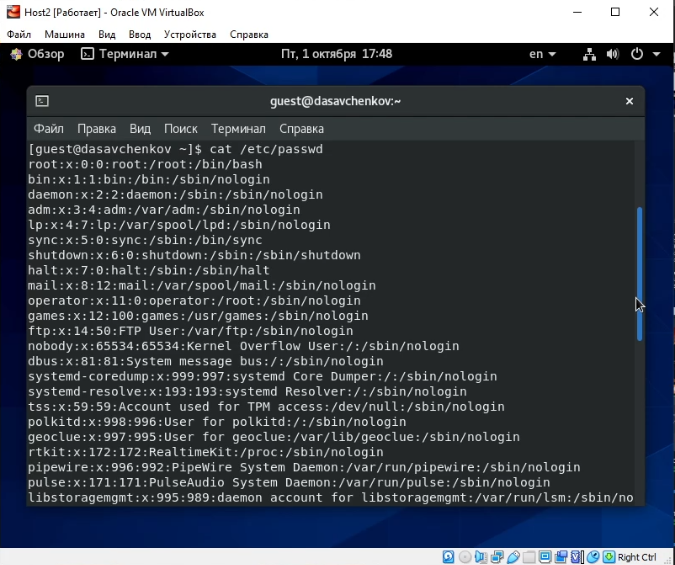 Host2 [Работает] - Oracle VM VirtualBox
Файл Машина Вид Ввод Устройства Справка
Обзор Терминал Пт, 1 октября 17:48 en
guest@dasavchenkov:~
Файл Правка Вид Поиск Терминал Справка
[guest@dasavchenkov ~]$ cat /etc/passwd
root:x:0:0:root:/root:/bin/bash
bin:x:1:1:bin:/bin:/sbin/nologin
daemon:x:2:2:daemon:/sbin:/sbin/nologin
adm:x:3:4:adm:/var/adm:/sbin/nologin
lp:x:4:7:lp:/var/spool/lpd:/sbin/nologin
sync:x:5:0:sync:/sbin:/bin/sync
shutdown:x:6:0:shutdown:/sbin:/sbin/shutdown
halt:x:7:0:halt:/sbin:/sbin/halt
mail:x:8:12:mail:/var/spool/mail:/sbin/nologin
operator:x:11:0:operator:/root:/sbin/nologin
games:x:12:100:games:/usr/games:/sbin/nologin
ftp:x:14:50:FTP User:/var/ftp:/sbin/nologin
nobody:x:65534:65534:Kernel Overflow User:/:/sbin/nologin
dbus:x:81:81:System message bus:/:/sbin/nologin
systemd-coredump:x:999:997:systemd Core Dumper:/:/sbin/nologin
systemd-resolve:x:193:193:systemd Resolver:/:/sbin/nologin
tss:x:59:59:Account used for TPM access:/dev/null:/sbin/nologin
polkitd:x:998:996:User for polkitd:/:/sbin/nologin
geoclue:x:997:995:User for geoclue:/var/lib/geoclue:/sbin/nologin
rtkit:x:172:172:RealtimeKit:/proc:/sbin/nologin
pipewire:x:996:992:PipeWire System Daemon:/var/run/pipewire:/sbin/nologin
pulse:x:171:171:PulseAudio System Daemon:/var/run/pulse:/sbin/nologin
libstoragemgmt:x:995:989:daemon account for libstoragemgmt:/var/run/lsm:/sbin/no
Right Ctrl